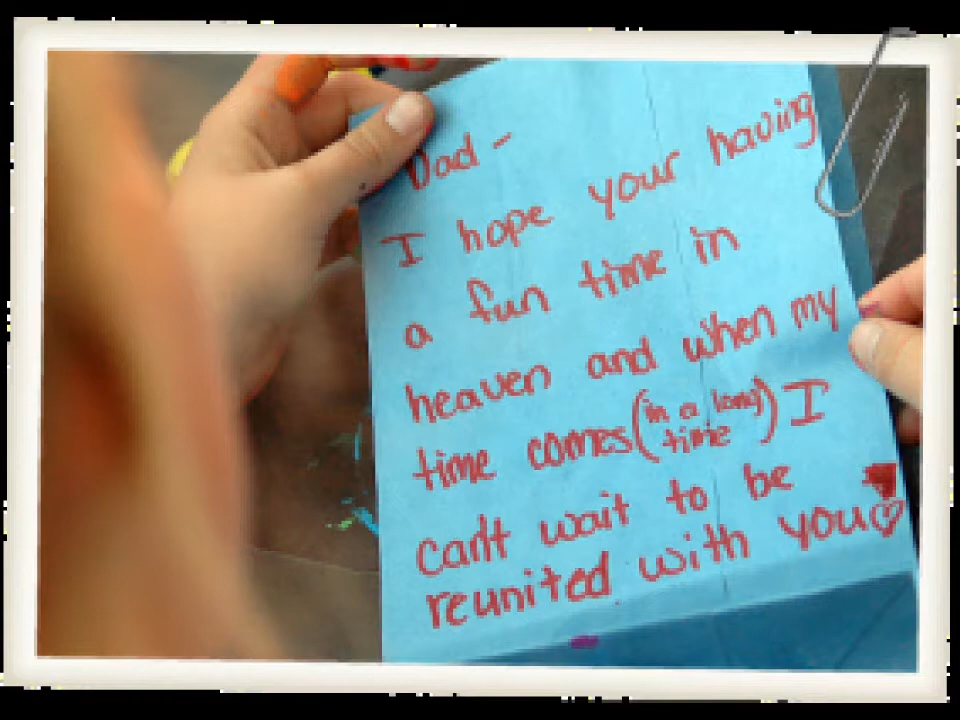 Dad -
I hope your having
a fun time in
heaven and when my
time comes (in a long time) I
can't wait to be
reunited with you♡